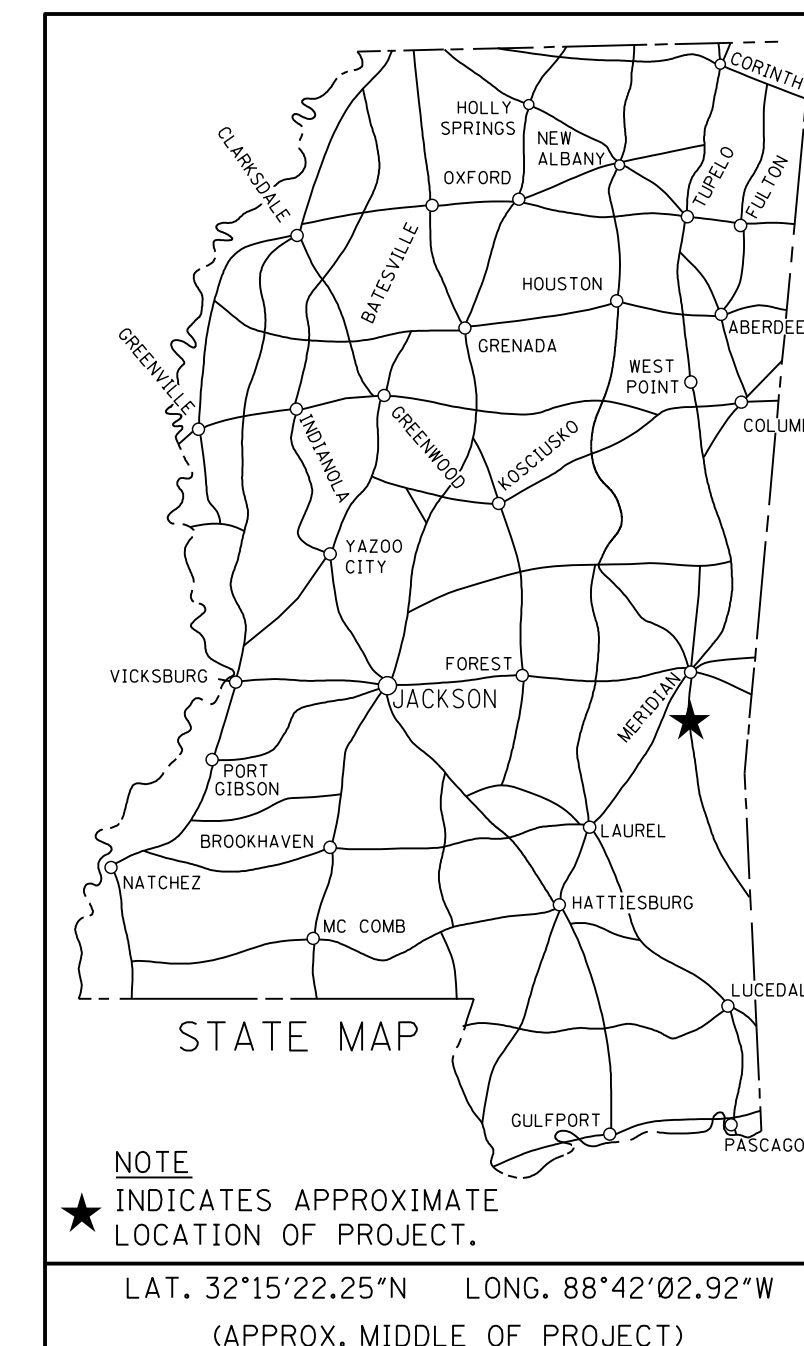 CORINTH
HOLLY
SPRINGS
NEW
ALBANY
CLARKSDALE
OXFORD
TUPELO
FULTON
BATESVILLE
HOUSTON
ABERDEE
GREENVILLE
GRENADA
WEST
POINT
INDIANOLA
GREENWOOD
KOSCIUSKO
COLUM
YAZOO
CITY
VICKSBURG
FOREST
JACKSON
MERIDIAN
PORT
GIBSON
BROOKHAVEN
LAUREL
NATCHEZ
HATTIESBURG
MC COMB
LUCEDAL
STATE MAP
GULFPORT
PASCAGO
NOTE
INDICATES APPROXIMATE
LOCATION OF PROJECT.
LAT. 32°15'22.25"N LONG. 88°42'02.92"W
(APPROX. MIDDLE OF PROJECT)